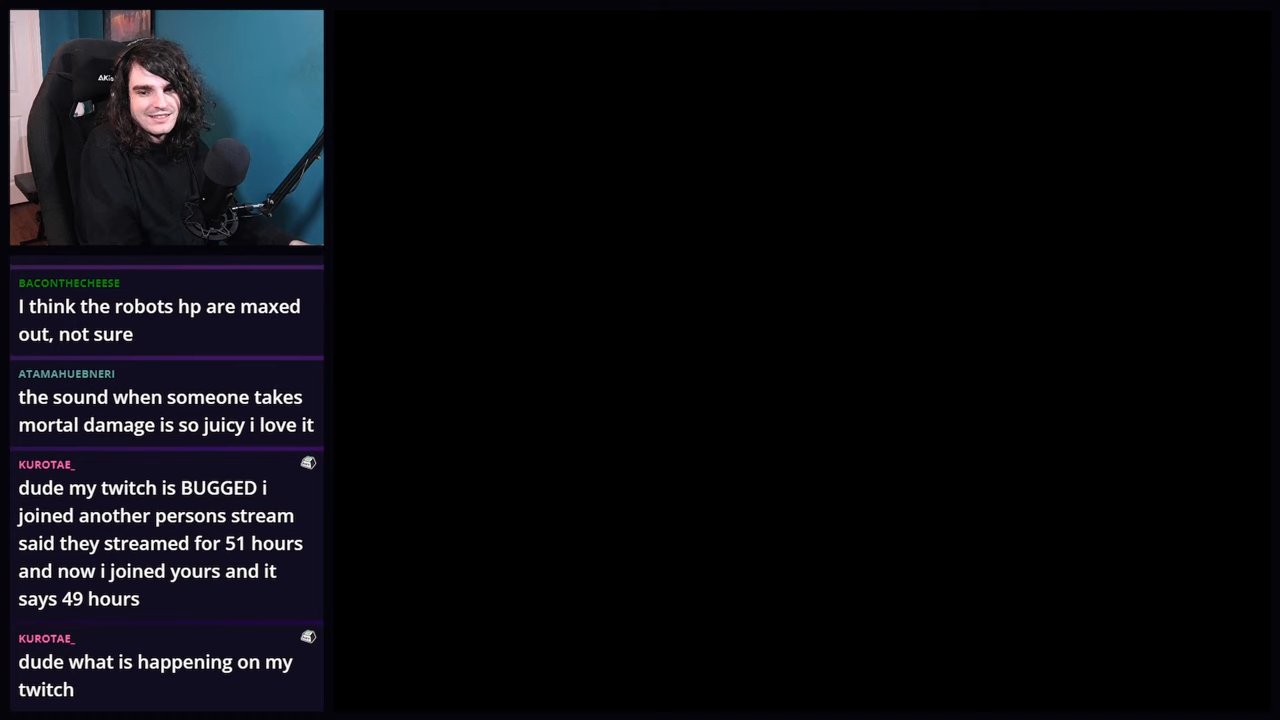 AKis
BACONTHECHEESE
I think the robots hp are maxed
out, not sure
ATAMAHUEBNERI
the sound when someone takes
mortal damage is so juicy i love it
KUROTAE_
dude my twitch is BUGGED i
joined another persons stream
said they streamed for 51 hours
and now i joined yours and it
says 49 hours
KUROTAE_
dude what is happening on my
twitch